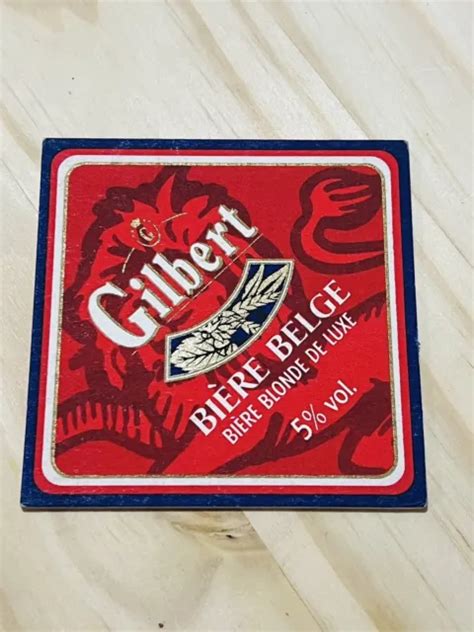 G
Gilbert
BIÈRE BELGE
BIÈRE BLONDE DE LUXE
5% vol.